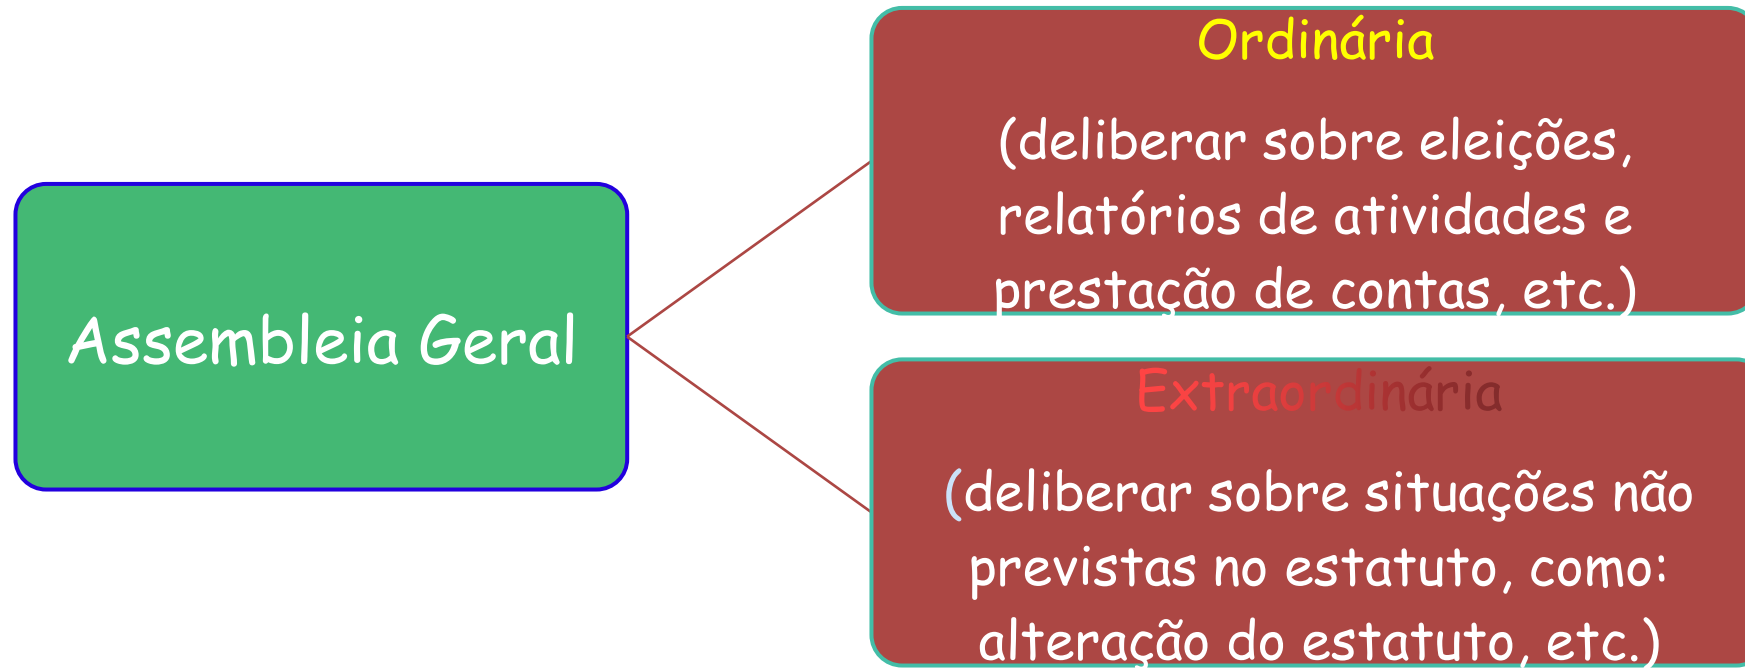 Assembleia Geral
Ordinária
(deliberar sobre eleições,
relatórios de atividades e
prestação de contas, etc.)
Extraordinária
(deliberar sobre situações não
previstas no estatuto, como:
alteração do estatuto, etc.)